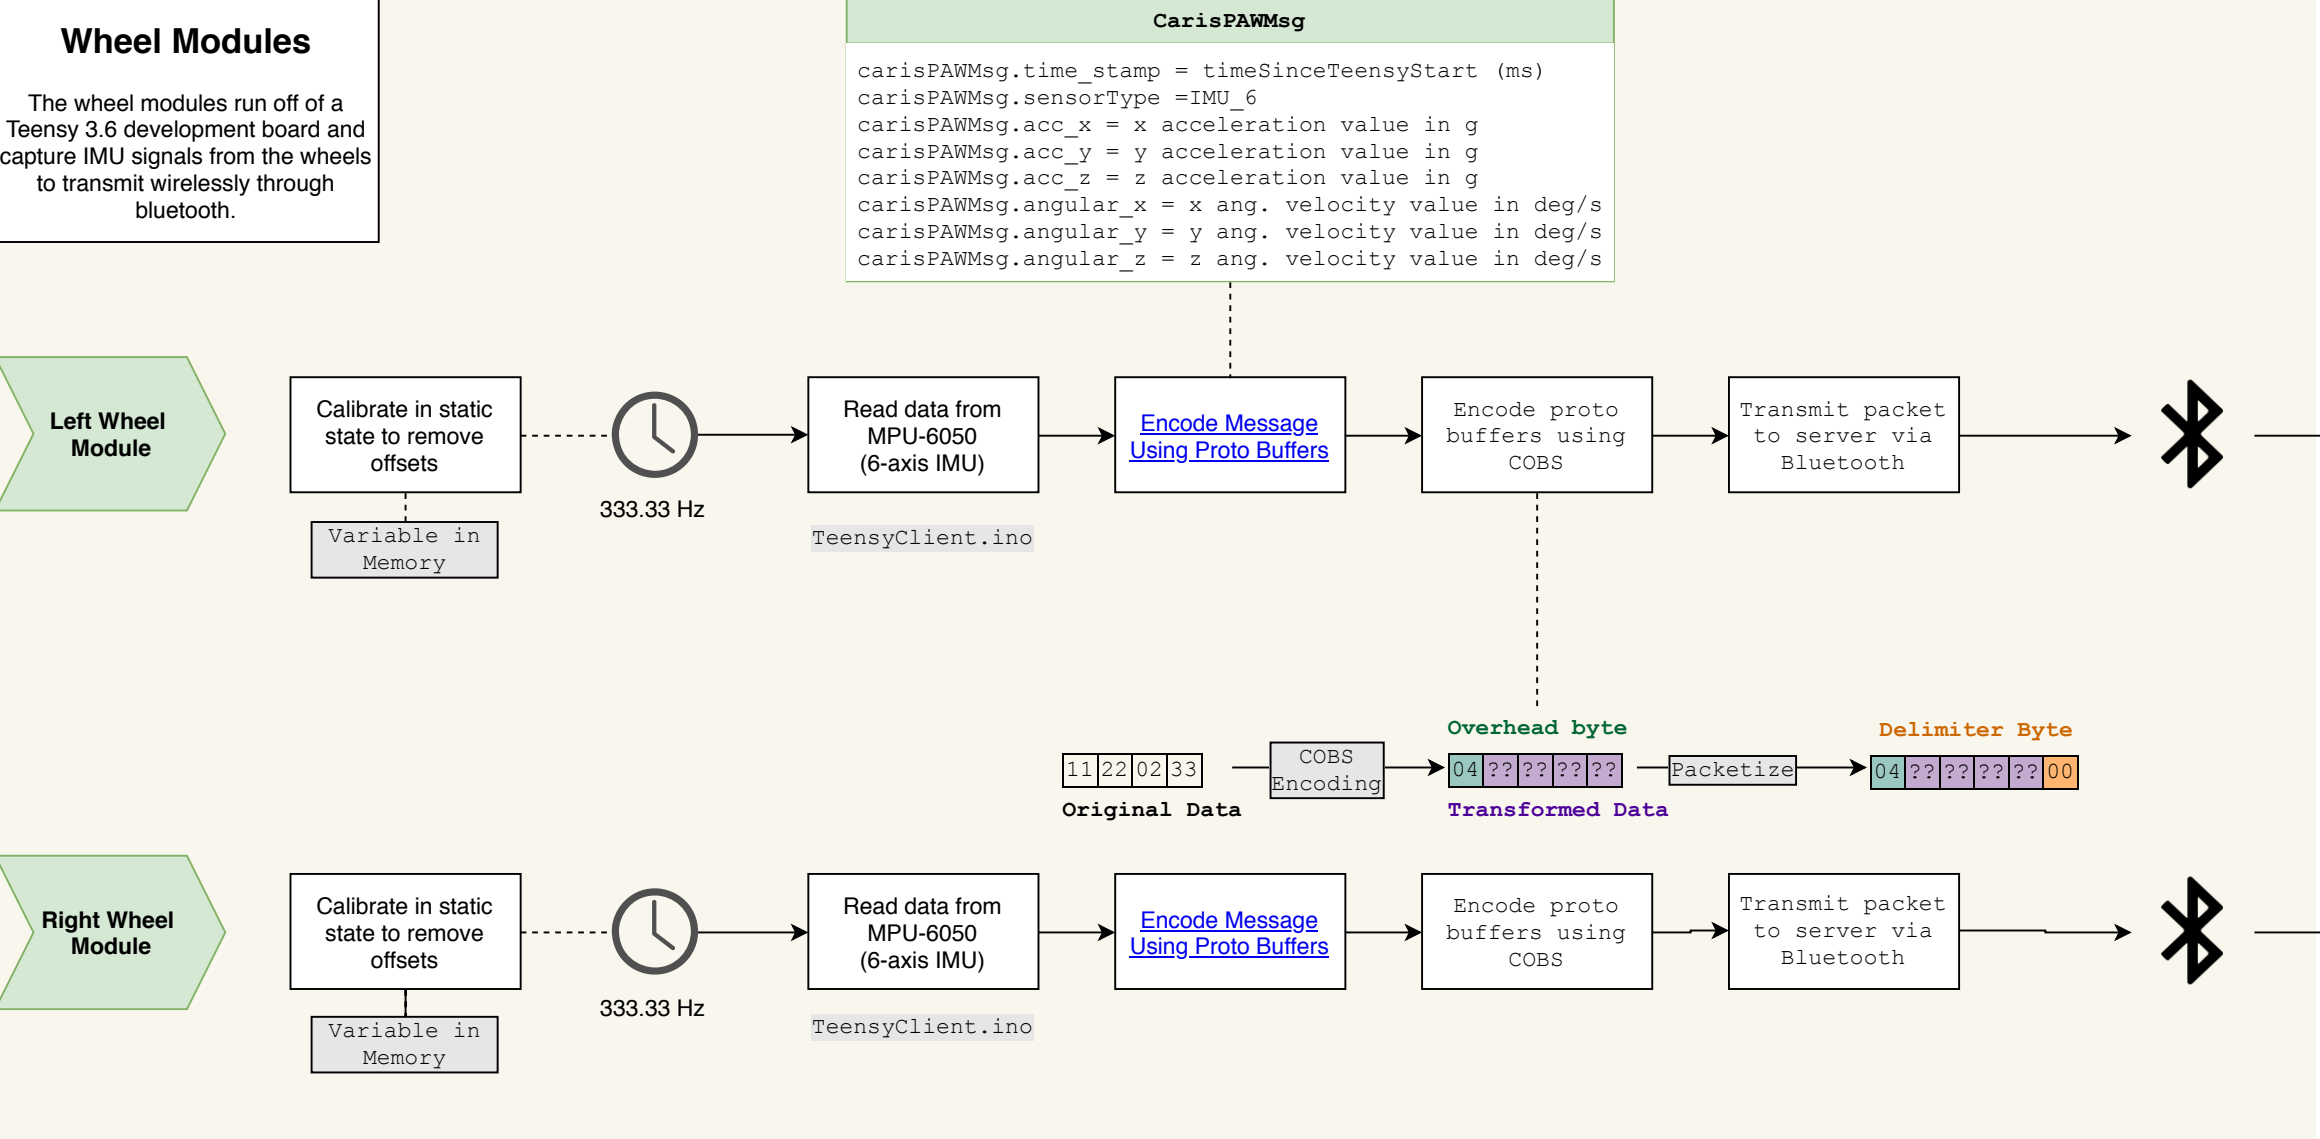 Wheel Modules
The wheel modules run off of a
Teensy 3.6 development board and
capture IMU signals from the wheels
to transmit wirelessly through
bluetooth.
CarisPAWMsg
carisPAWMsg.time_stamp = timeSinceTeensyStart (ms)
carisPAWMsg.sensorType =IMU_6
carisPAWMsg.acc_x = x acceleration value in g
carisPAWMsg.acc_y = y acceleration value in g
carisPAWMsg.acc_z = z acceleration value in g
carisPAWMsg.angular_x = x ang. velocity value in deg/s
carisPAWMsg.angular_y = y ang. velocity value in deg/s
carisPAWMsg.angular_z = z ang. velocity value in deg/s
Left Wheel
Module
Calibrate in static
state to remove
offsets
Variable in
Memory
333.33 Hz
Read data from
MPU-6050
(6-axis IMU)
TeensyClient.ino
Encode Message
Using Proto Buffers
Encode proto
buffers using
COBS
Transmit packet
to server via
Bluetooth
11 22 02 33
Original Data
COBS
Encoding
Overhead byte
04 ?? ?? ?? ??
Transformed Data
Packetize
Delimiter Byte
04 ?? ?? ?? ?? 00
Right Wheel
Module
Calibrate in static
state to remove
offsets
Variable in
Memory
333.33 Hz
Read data from
MPU-6050
(6-axis IMU)
TeensyClient.ino
Encode Message
Using Proto Buffers
Encode proto
buffers using
COBS
Transmit packet
to server via
Bluetooth